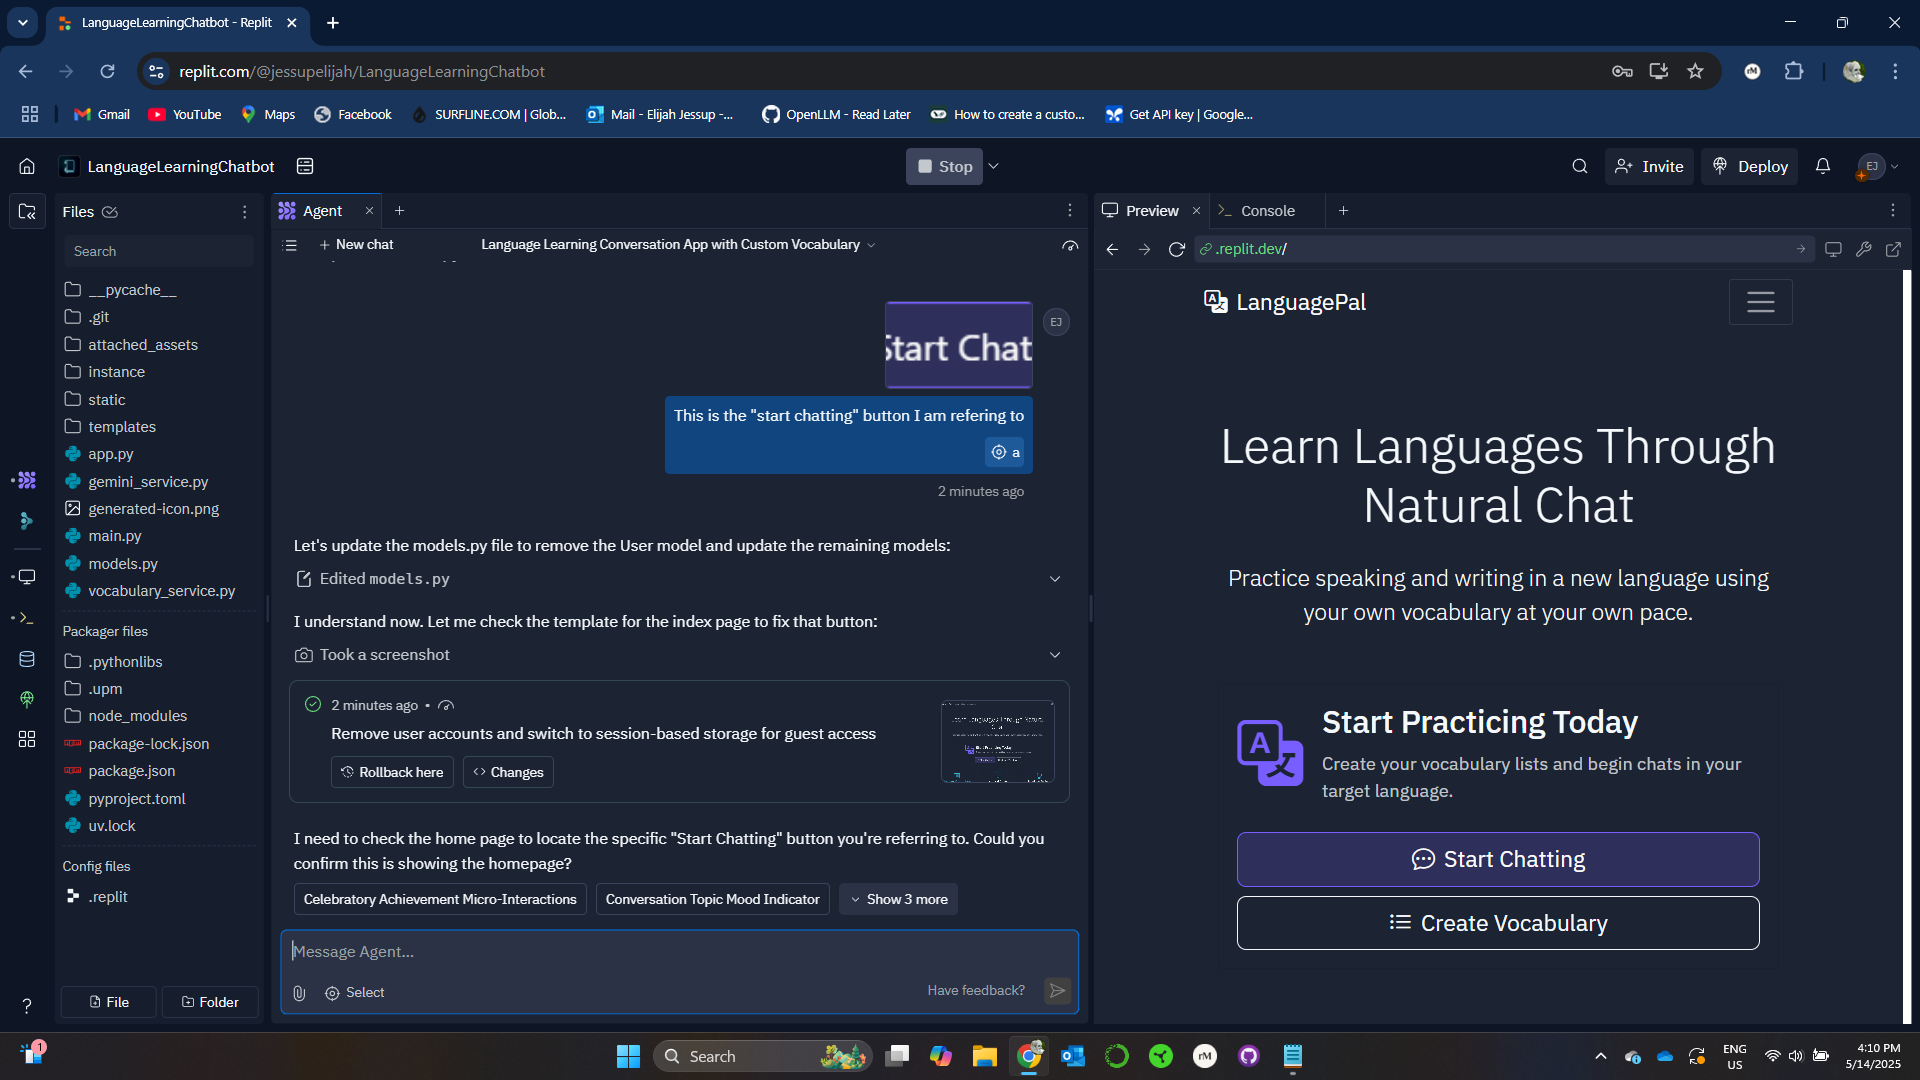 LanguageLearningChatbot - Replit
replit.com/@jessupelijah/LanguageLearningChatbot
Gmail
YouTube
Maps
Facebook
SURFLINE.COM | Glob...
Mail - Elijah Jessup -...
OpenLLM - Read Later
How to create a custo...
Get API key | Google...
LanguageLearningChatbot
Stop
Invite
Deploy
EJ
Files
Search
__pycache__
.git
attached_assets
instance
static
templates
app.py
gemini_service.py
generated-icon.png
main.py
models.py
vocabulary_service.py
Packager files
.pythonlibs
.upm
node_modules
package-lock.json
package.json
pyproject.toml
uv.lock
Config files
.replit
File
Folder
Agent
New chat
Language Learning Conversation App with Custom Vocabulary
Start Chat
EJ
This is the "start chatting" button I am refering to
a
2 minutes ago
Let's update the models.py file to remove the User model and update the remaining models:
Edited models.py
I understand now. Let me check the template for the index page to fix that button:
Took a screenshot
2 minutes ago •
Remove user accounts and switch to session-based storage for guest access
Rollback here
Changes
I need to check the home page to locate the specific "Start Chatting" button you're referring to. Could you
confirm this is showing the homepage?
Celebratory Achievement Micro-Interactions
Conversation Topic Mood Indicator
Show 3 more
Message Agent...
Select
Have feedback?
Preview
Console
.replit.dev/
LanguagePal
Learn Languages Through
Natural Chat
Practice speaking and writing in a new language using
your own vocabulary at your own pace.
Start Practicing Today
Create your vocabulary lists and begin chats in your
target language.
Start Chatting
Create Vocabulary
1
Search
rM
ENG
US
4:10 PM
5/14/2025